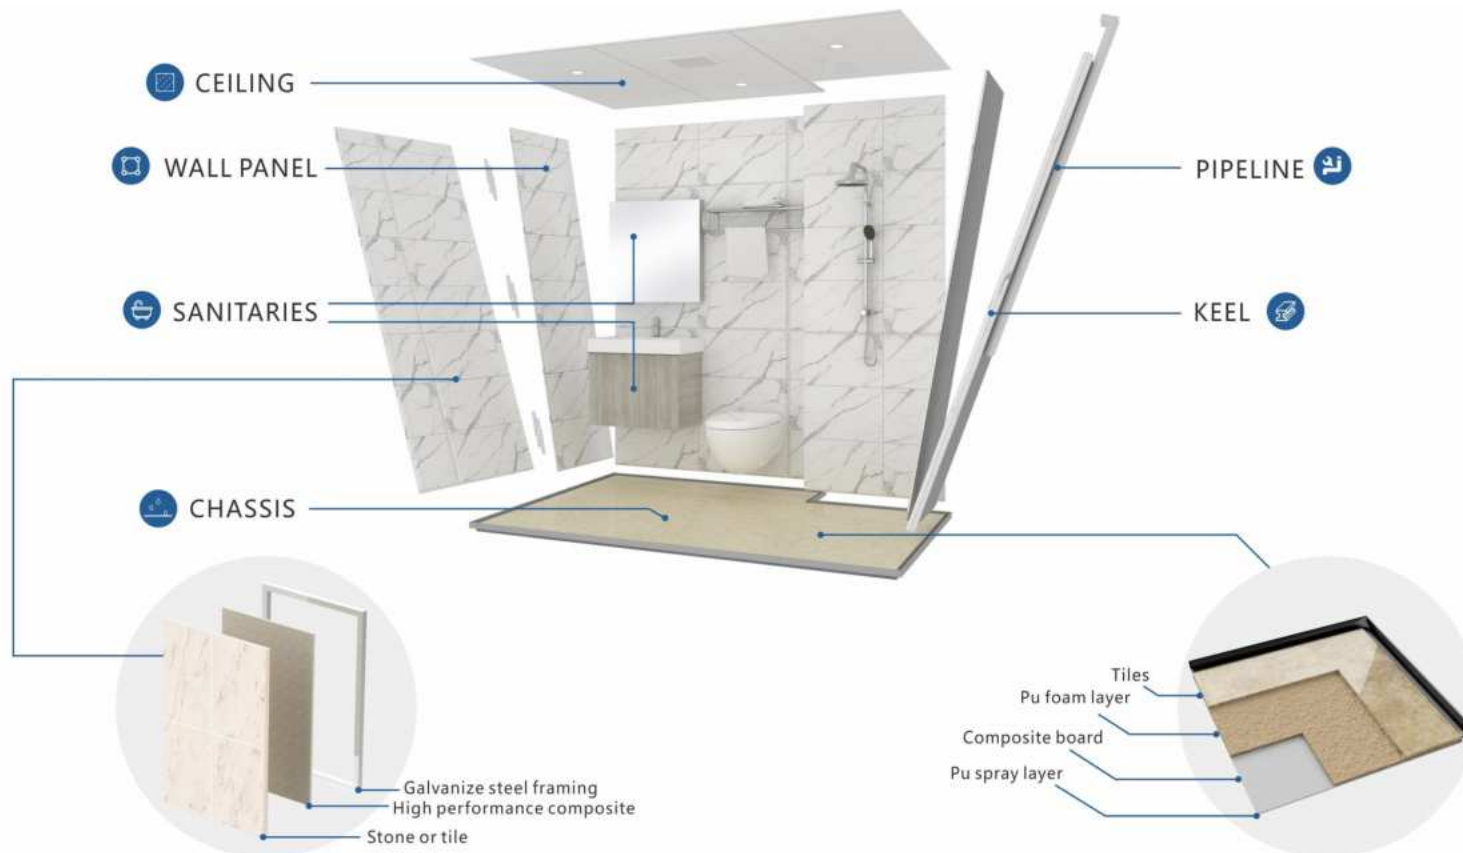 CEILING
WALL PANEL
PIPELINE
SANITARIES
KEEL
CHASSIS
Tiles
Pu foam layer
Composite board
Pu spray layer
Galvanize steel framing
High performance composite
Stone or tile